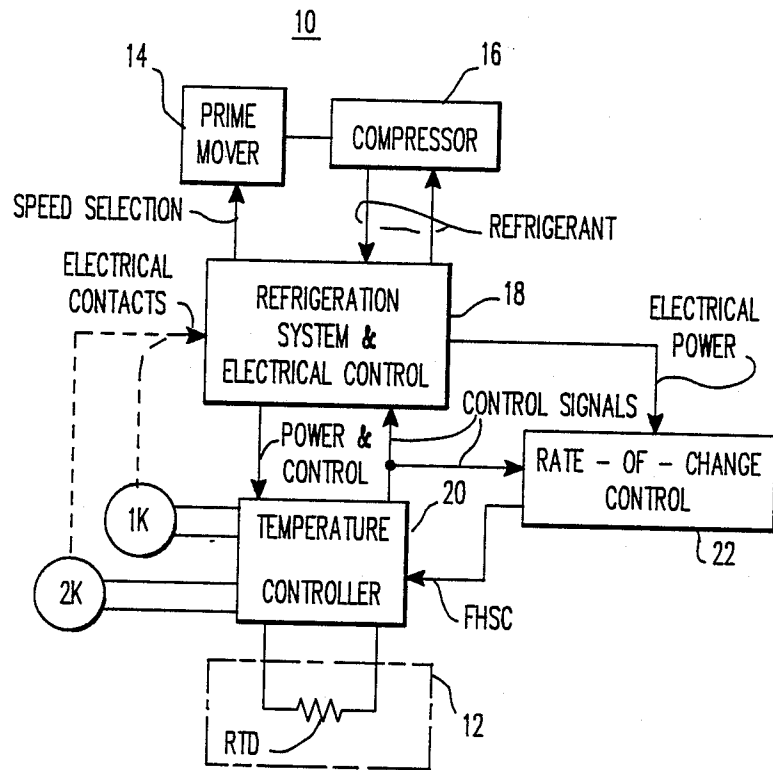 10
14
16
PRIME
MOVER
COMPRESSOR
SPEED SELECTION
REFRIGERANT
ELECTRICAL
CONTACTS
REFRIGERATION
SYSTEM &
ELECTRICAL CONTROL
18
ELECTRICAL
POWER
POWER &
CONTROL
CONTROL SIGNALS
RATE - OF - CHANGE
CONTROL
22
1K
2K
TEMPERATURE
CONTROLLER
20
FHSC
RTD
12